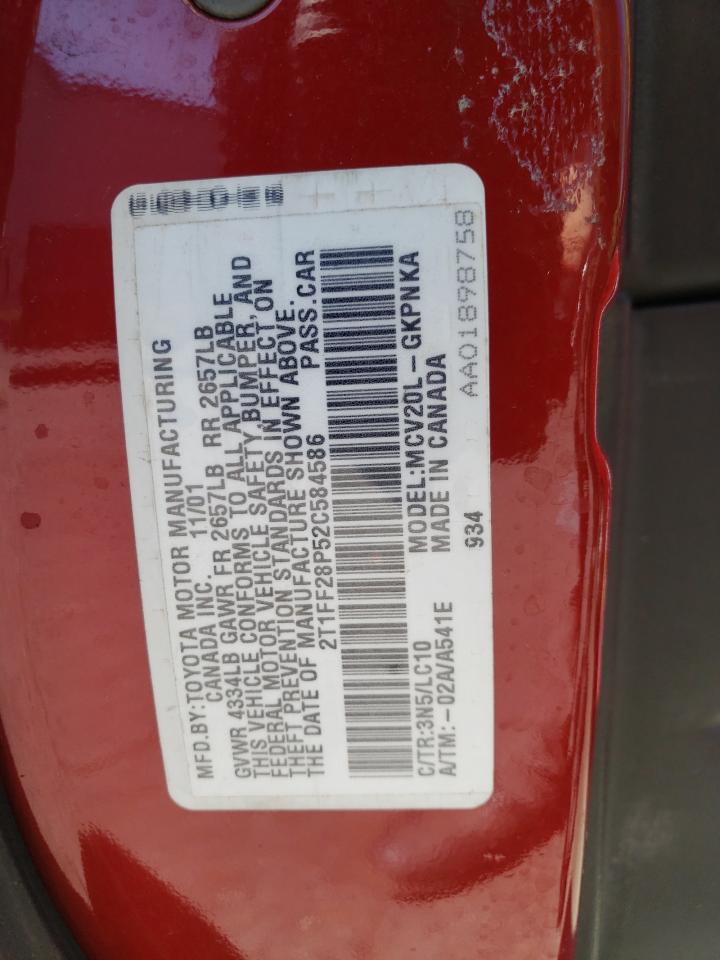 MFD.BY:TOYOTA MOTOR MANUFACTURING
CANADA INC. 11/01
GVWR 4334LB GAWR FR 2657LB RR 2657LB
THIS VEHICLE CONFORMS TO ALL APPLICABLE
FEDERAL MOTOR VEHICLE SAFETY,BUMPER,AND
THEFT PREVENTION STANDARDS IN EFFECT ON
THE DATE OF MANUFACTURE SHOWN ABOVE.
2T1FF28P52C584586 PASS.CAR
C/TR:3N5/LC10 MODEL:MCV20L-GKPNKA
A/TM:-02A/A541E MADE IN CANADA
934 AA01898758